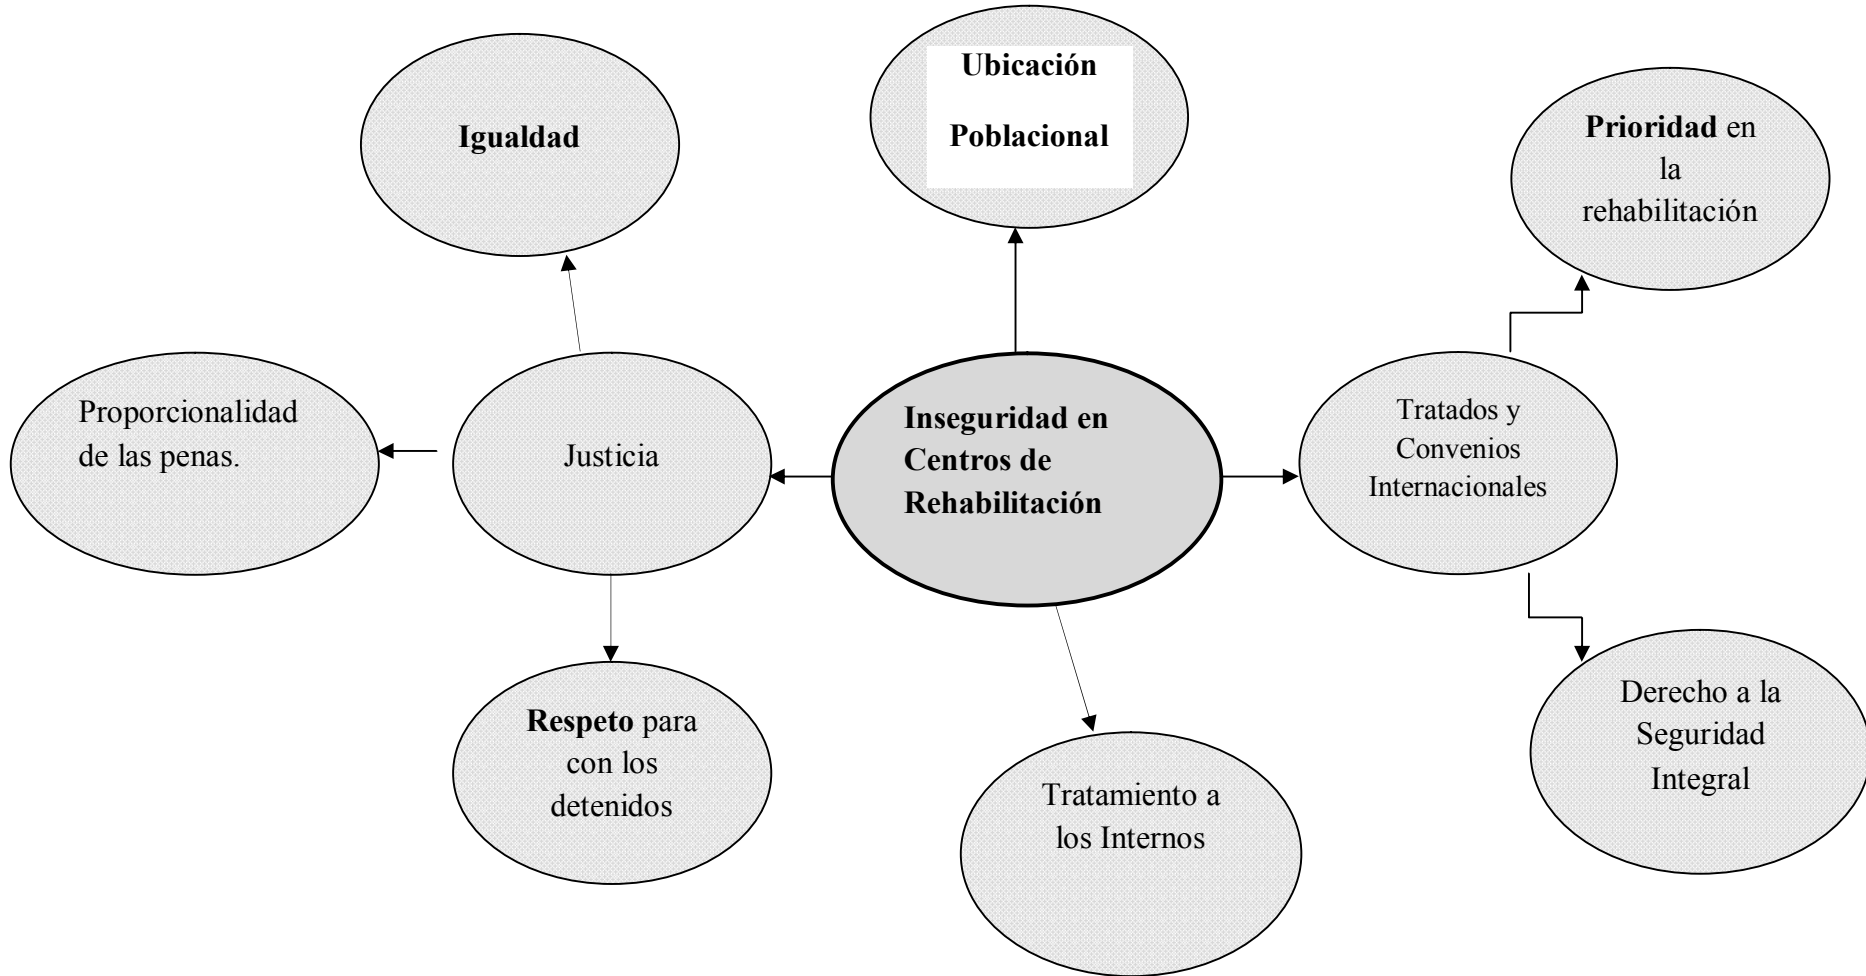 Ubicación
Poblacional
Igualdad
Prioridad en
la
rehabilitación
Proporcionalidad
de las penas.
Justicia
Inseguridad en
Centros de
Rehabilitación
Tratados y
Convenios
Internacionales
Respeto para
con los
detenidos
Tratamiento a
los Internos
Derecho a la
Seguridad
Integral